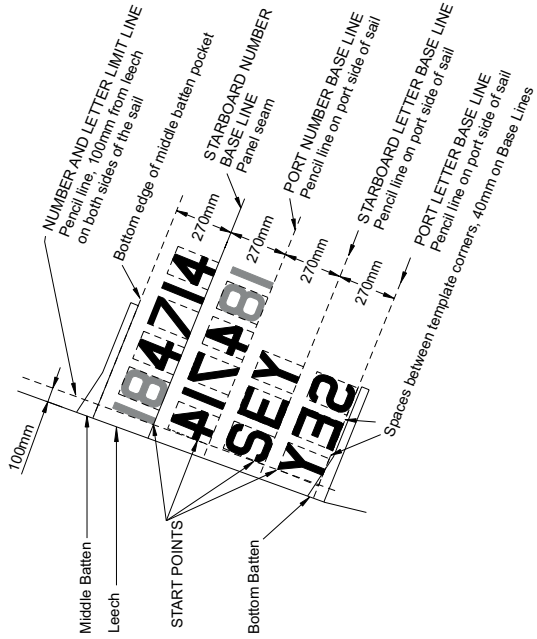 100mm
NUMBER AND LETTER LIMIT LINE
Pencil line, 100mm from leech
on both sides of the sail
Bottom edge of middle batten pocket
STARBOARD NUMBER
BASE LINE
Panel seam
PORT NUMBER BASE LINE
Pencil line on port side of sail
STARBOARD LETTER BASE LINE
Pencil line on port side of sail
PORT LETTER BASE LINE
Pencil line on port side of sail
Spaces between template corners, 40mm on Base Lines
270mm
270mm
270mm
270mm
184714
184714
SEY
SEY
Middle Batten
Leech
START POINTS
Bottom Batten